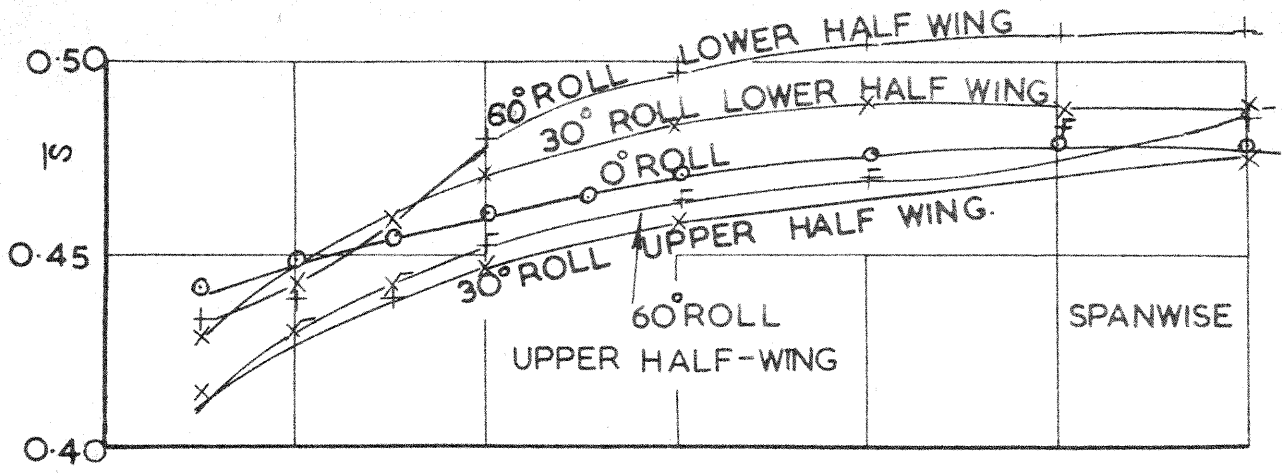 LOWER HALF WING
0.50
60° ROLL
30° ROLL LOWER HALF WING
S̄
0° ROLL
UPPER HALF WING.
0.45
30° ROLL
60° ROLL
UPPER HALF-WING
SPANWISE
0.40